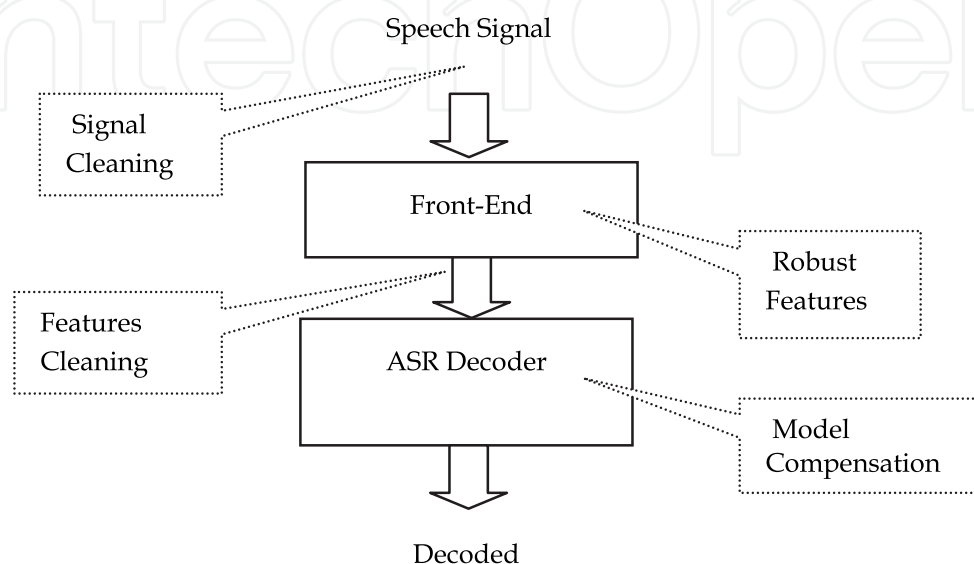 Speech Signal
Signal
Cleaning
Front-End
Robust
Features
Features
Cleaning
ASR Decoder
Model
Compensation
Decoded